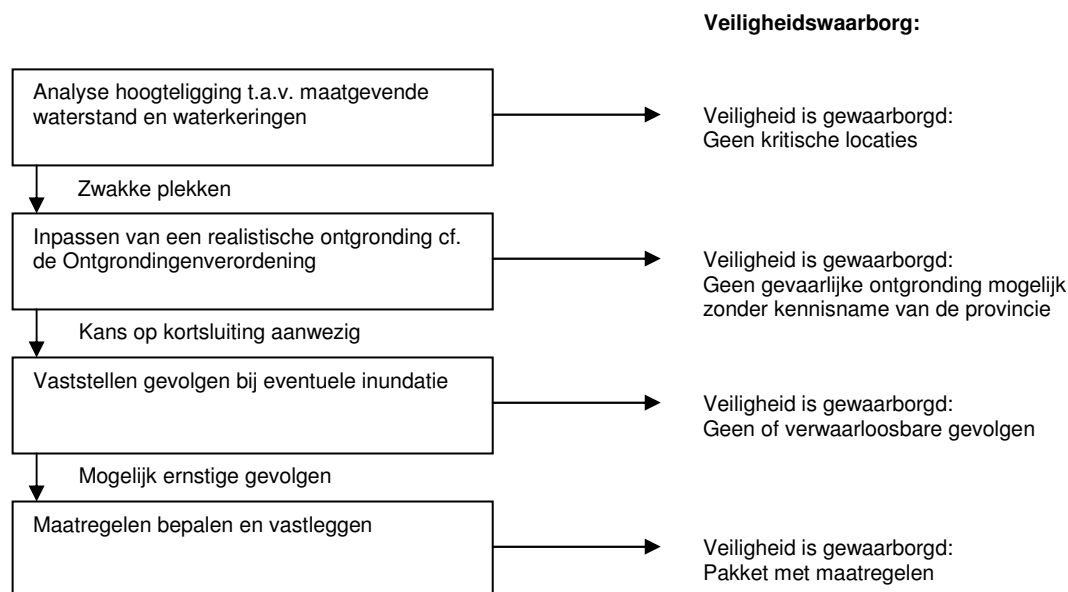 Veiligheidswaarborg:
Analyse hoogteligging t.a.v. maatgevende
waterstand en waterkeringen
Veiligheid is gewaarborgd:
Geen kritische locaties
Zwakke plekken
Inpassen van een realistische ontgronding cf.
de Ontgrondingenverordening
Veiligheid is gewaarborgd:
Geen gevaarlijke ontgronding mogelijk
zonder kennisname van de provincie
Kans op kortsluiting aanwezig
Vaststellen gevolgen bij eventuele inundatie
Veiligheid is gewaarborgd:
Geen of verwaarloosbare gevolgen
Mogelijk ernstige gevolgen
Maatregelen bepalen en vastleggen
Veiligheid is gewaarborgd:
Pakket met maatregelen